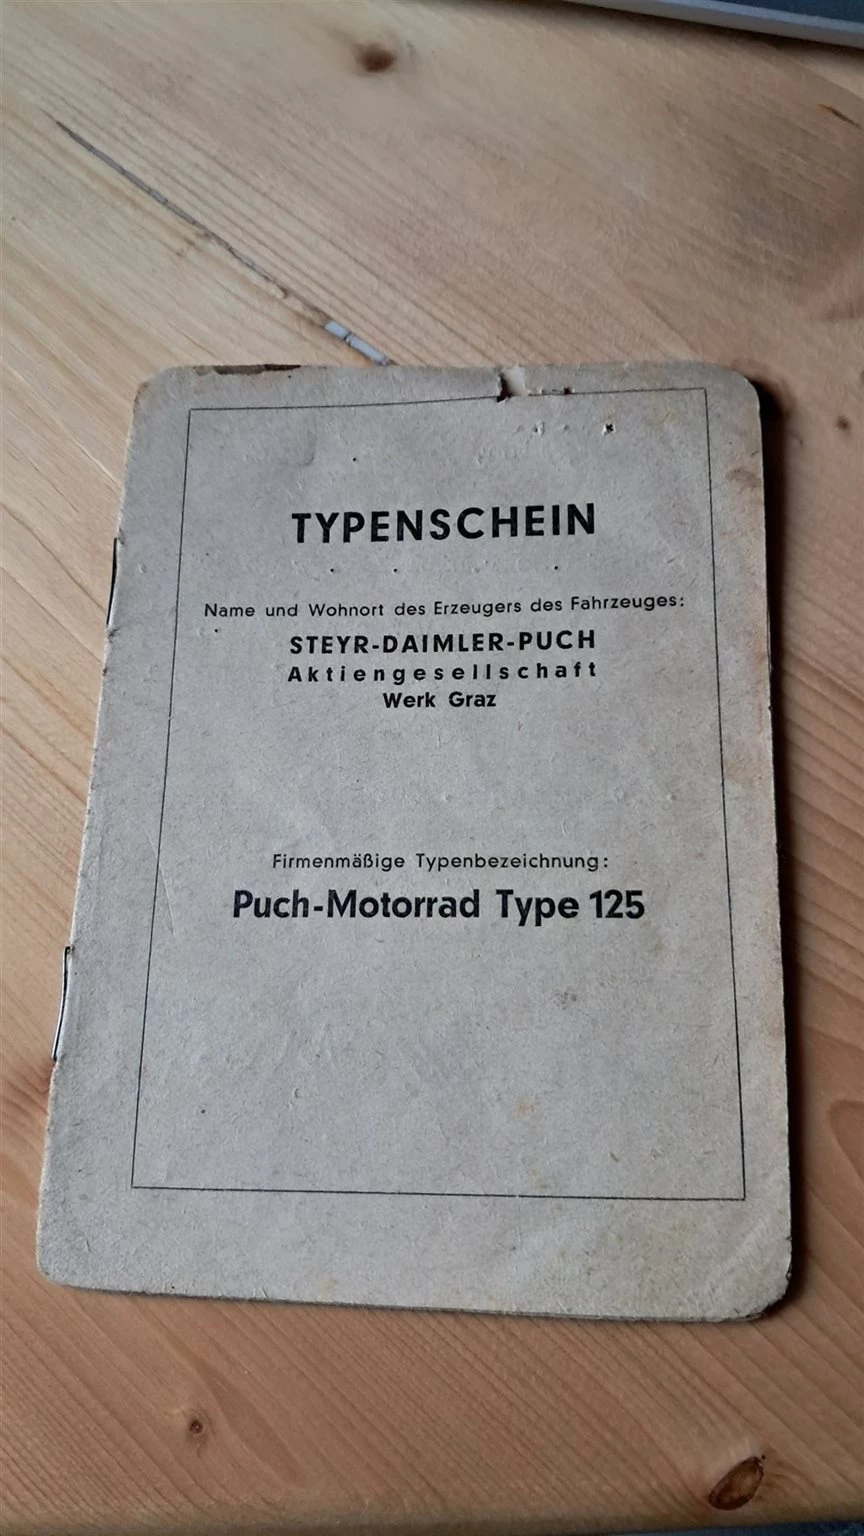 TYPENSCHEIN
Name und Wohnort des Erzeugers des Fahrzeuges:
STEYR-DAIMLER-PUCH
Aktiengesellschaft
Werk Graz
Firmenmäßige Typenbezeichnung:
Puch-Motorrad Type 125